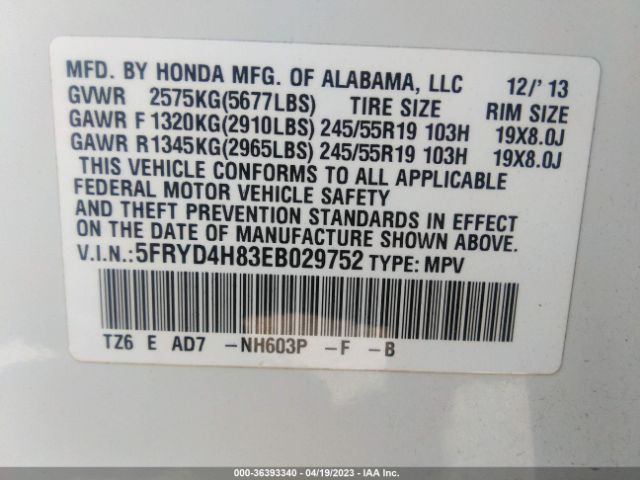 MFD. BY HONDA MFG. OF ALABAMA, LLC 12/' 13
GVWR 2575KG(5677LBS) TIRE SIZE RIM SIZE
GAWR F 1320KG(2910LBS) 245/55R19 103H 19X8.0J
GAWR R 1345KG(2965LBS) 245/55R19 103H 19X8.0J
THIS VEHICLE CONFORMS TO ALL APPLICABLE
FEDERAL MOTOR VEHICLE SAFETY
AND THEFT PREVENTION STANDARDS IN EFFECT
ON THE DATE OF MANUFACTURE SHOWN ABOVE.
V.I.N.:5FRYD4H83EB029752 TYPE: MPV
TZ6 E AD7 -NH603P -F -B
000-36393340 - 04/19/2023 - IAA Inc.